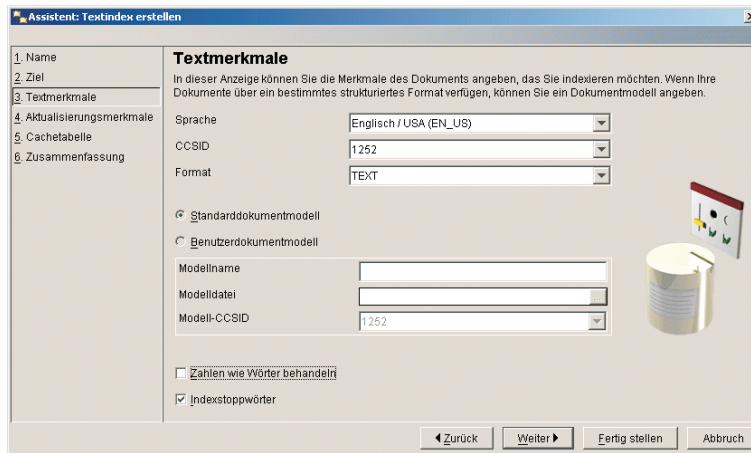 Assistent: Textindex erstellen
1. Name
2. Ziel
3. Textmerkmale
4. Aktualisierungsmerkmale
5. Cachetabelle
6. Zusammenfassung
Textmerkmale
In dieser Anzeige können Sie die Merkmale des Dokuments angeben, das Sie indexieren möchten. Wenn Ihre
Dokumente über ein bestimmtes strukturiertes Format verfügen, können Sie ein Dokumentmodell angeben.
Sprache
Englisch / USA (EN_US)
CCSID
1252
Format
TEXT
Standarddokumentmodell
Benutzerdokumentmodell
Modellname
Modelldatei
...
Modell-CCSID
1252
Zahlen wie Wörter behandeln
Indexstoppwörter
Zurück
Weiter
Fertig stellen
Abbruch